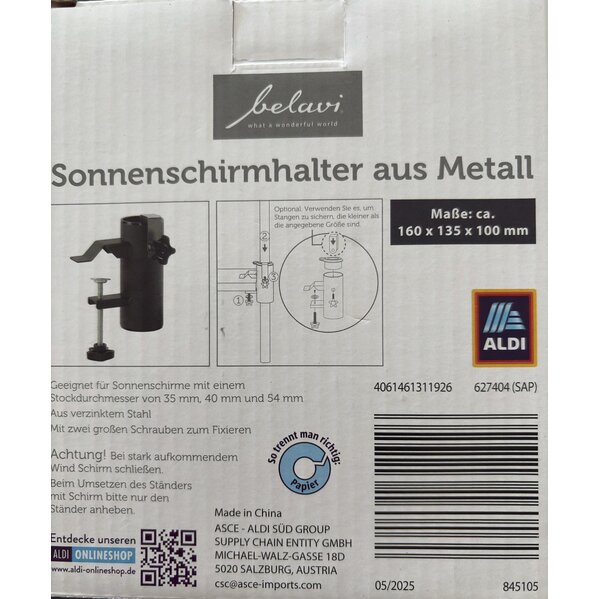 belavi
what a wonderful world
Sonnenschirmhalter aus Metall
Optional. Verwenden Sie es, um
Stangen zu sichern, die kleiner als
die angegebene Größe sind.
Maße: ca.
160 x 135 x 100 mm
ALDI
Geeignet für Sonnenschirme mit einem
Stockdurchmesser von 35 mm, 40 mm und 54 mm
Aus verzinktem Stahl
Mit zwei großen Schrauben zum Fixieren
Achtung! Bei stark aufkommendem
Wind Schirm schließen.
Beim Umsetzen des Ständers
mit Schirm bitte nur den
Ständer anheben.
So trennt man richtig:
Papier
4061461311926 627404 (SAP)
Entdecke unseren
ALDI ONLINESHOP
www.aldi-onlineshop.de
Made in China
ASCE - ALDI SÜD GROUP
SUPPLY CHAIN ENTITY GMBH
MICHAEL-WALZ-GASSE 18D
5020 SALZBURG, AUSTRIA
csc@asce-imports.com
05/2025 845105